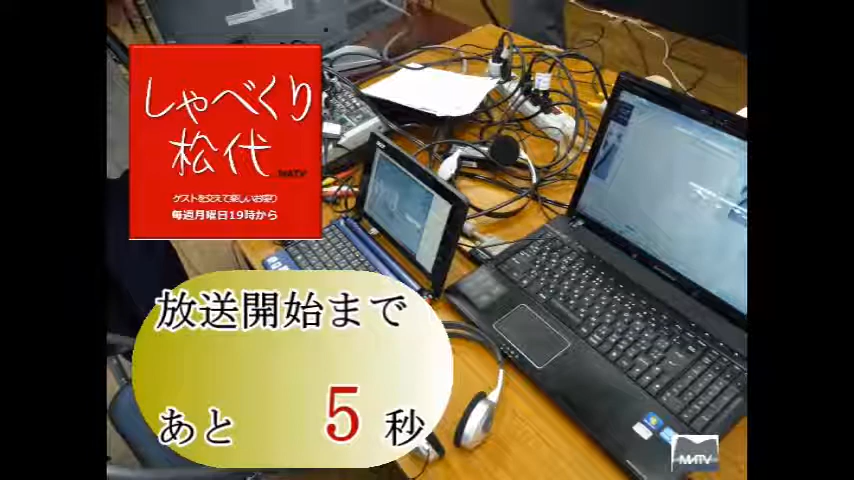 しゃべくり
松代
MATV
ゲストを交えて楽しいお喋り
毎週月曜日19時から
放送開始まで
あと 5 秒
MATV